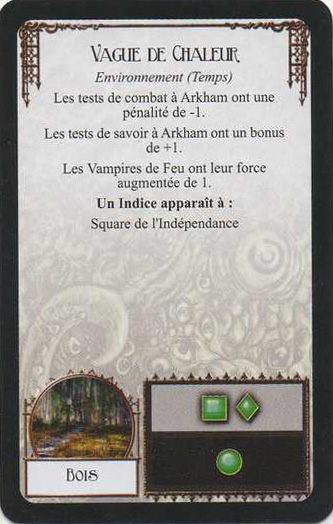 Vague de Chaleur
Environnement (Temps)
Les tests de combat à Arkham ont une
pénalité de -1.
Les tests de savoir à Arkham ont un bonus
de +1.
Les Vampires de Feu ont leur force
augmentée de 1.
Un Indice apparaît à :
Square de l'Indépendance
Bois